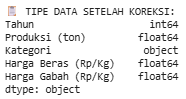 TIPE DATA SETELAH KOREKSI:
Tahun int64
Produksi (ton) float64
Kategori object
Harga Beras (Rp/Kg) float64
Harga Gabah (Rp/Kg) float64
dtype: object